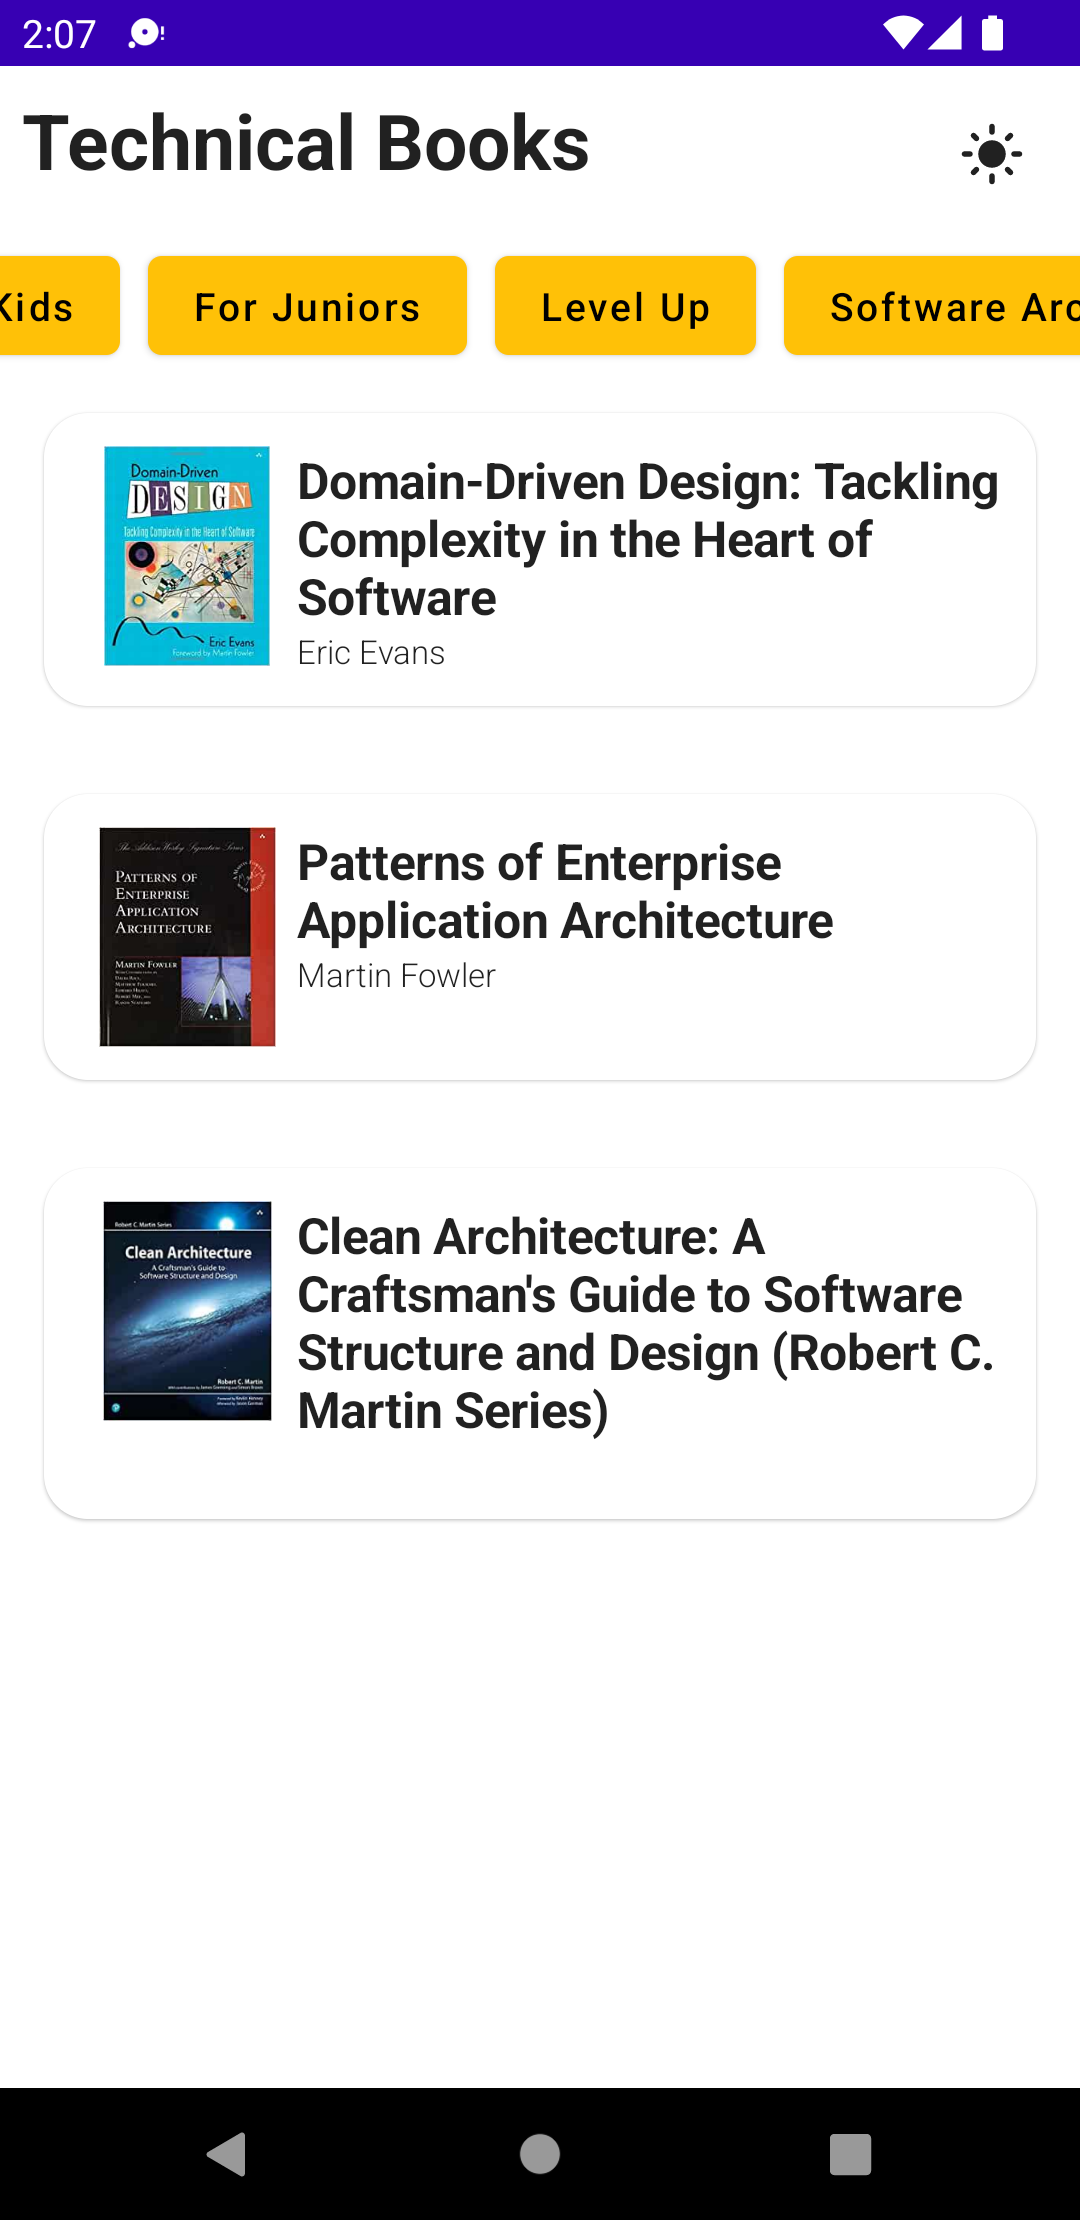 2:07
Technical Books
Kids
For Juniors
Level Up
Software Arc
Domain-Driven
DESIGN
Tackling Complexity in the Heart of Software
Eric Evans
Foreword by Martin Fowler
Domain-Driven Design: Tackling
Complexity in the Heart of
Software
Eric Evans
The Addison Wesley Signature Series
PATTERNS OF
ENTERPRISE
APPLICATION
ARCHITECTURE
MARTIN FOWLER
Patterns of Enterprise
Application Architecture
Martin Fowler
Robert C. Martin Series
Clean Architecture
A Craftsman's Guide to
Software Structure and Design
Robert C. Martin
Clean Architecture: A
Craftsman's Guide to Software
Structure and Design (Robert C.
Martin Series)